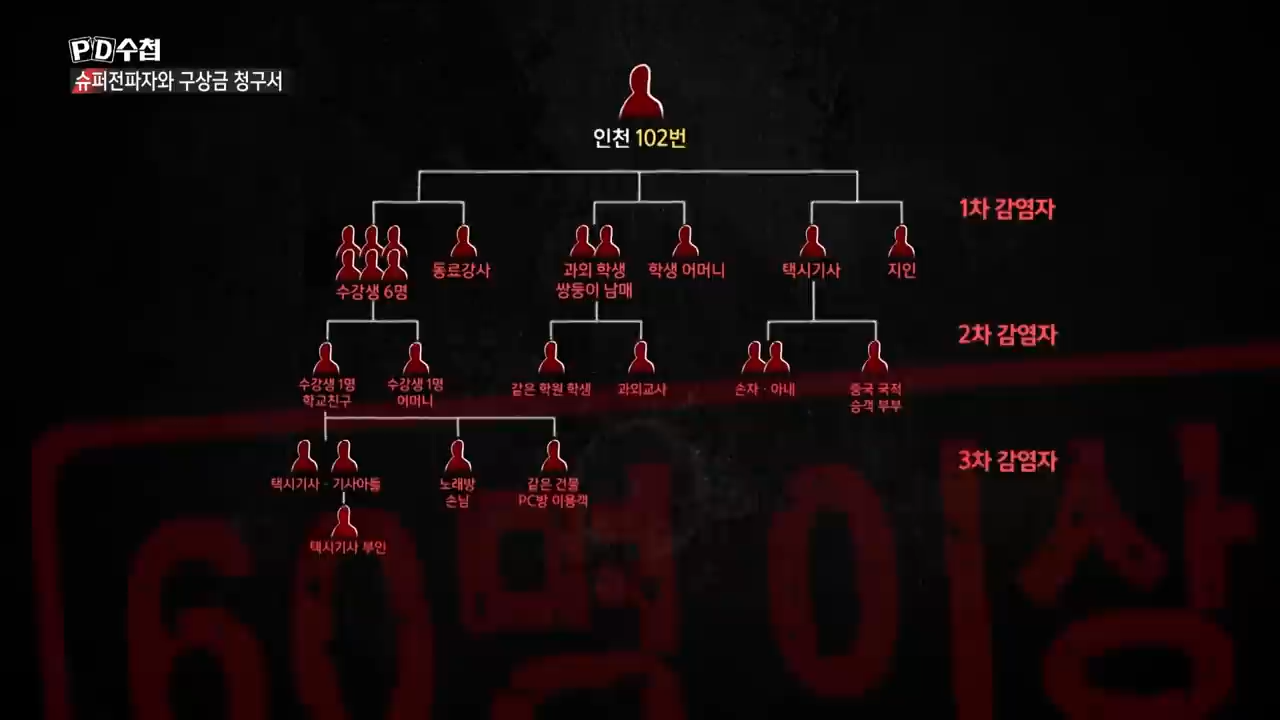 PD수첩
슈퍼전파자와 구상금 청구서
인천 102번
1차 감염자
수강생 6명
동료강사
과외 학생
쌍둥이 남매
학생 어머니
택시기사
지인
2차 감염자
수강생 1명
학교친구
수강생 1명
어머니
같은 학원 학생
과외교사
손자 · 아내
중국 국적
승객 부부
3차 감염자
택시기사 · 기사아들
노래방
손님
같은 건물
PC방 이용객
택시기사 부인
60명 이상